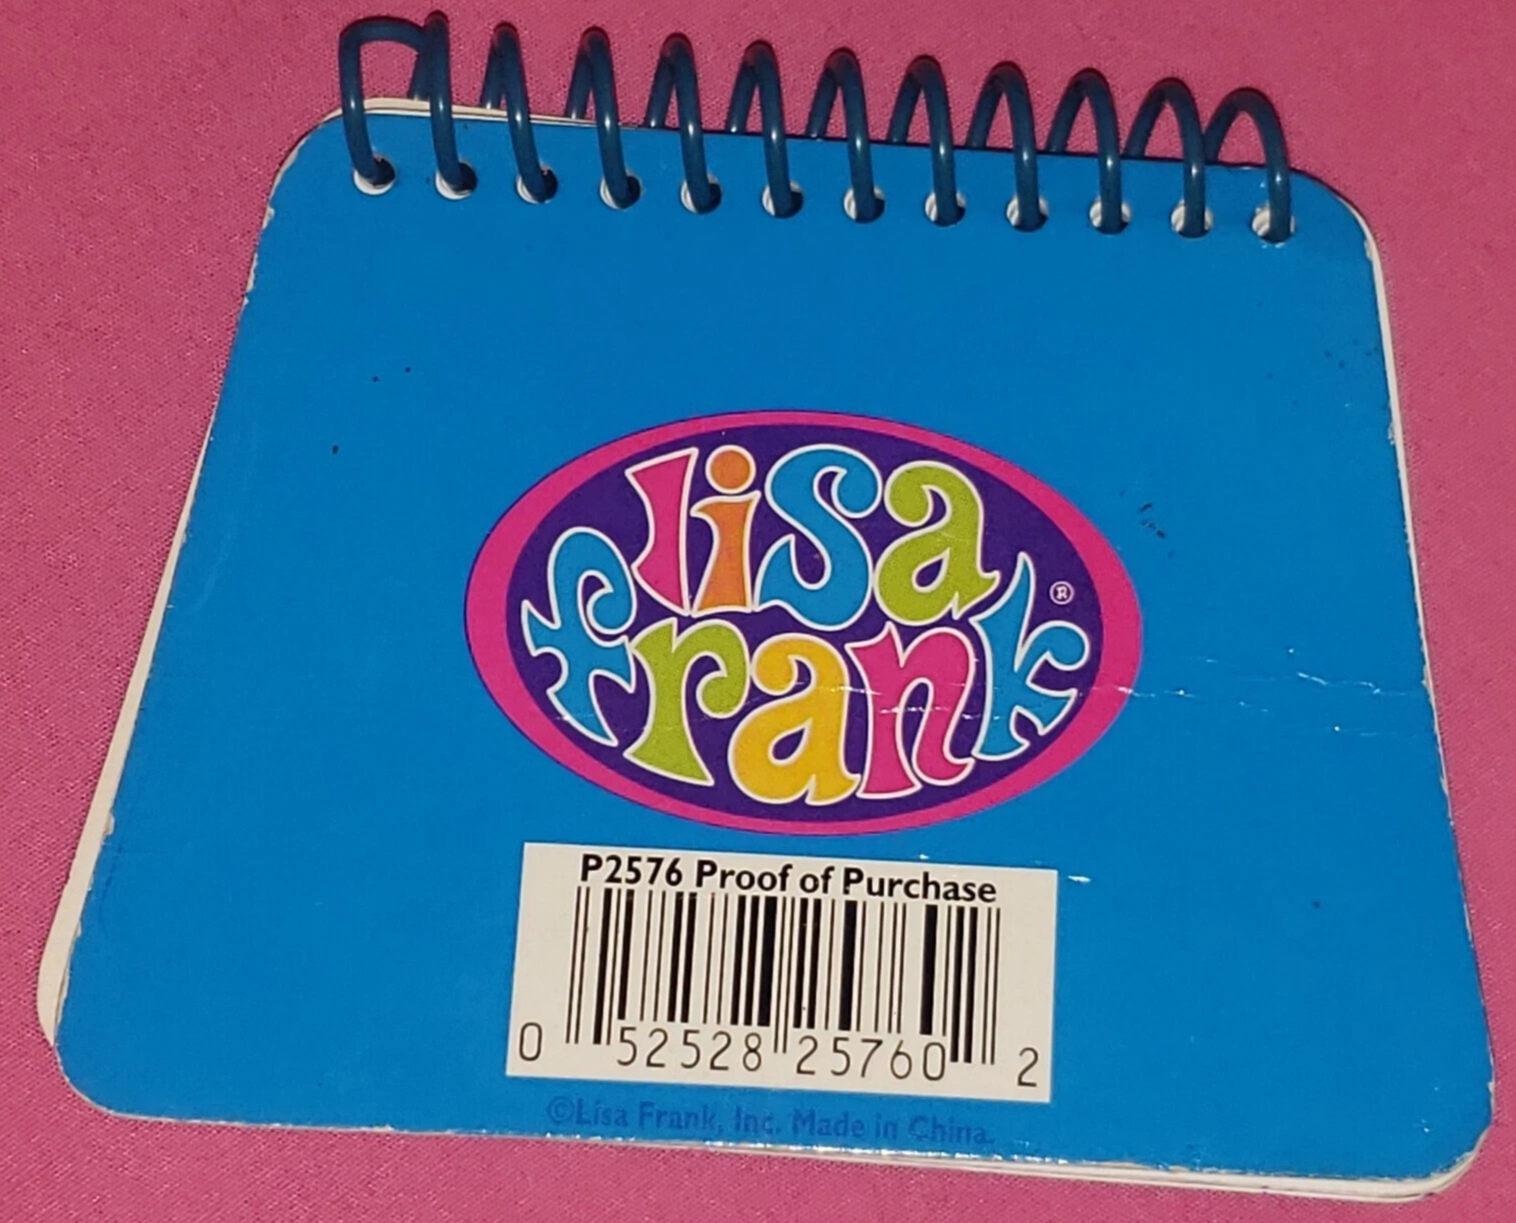 lisa
frank®
P2576 Proof of Purchase
0 52528 25760 2
©Lisa Frank, Inc. Made in China.